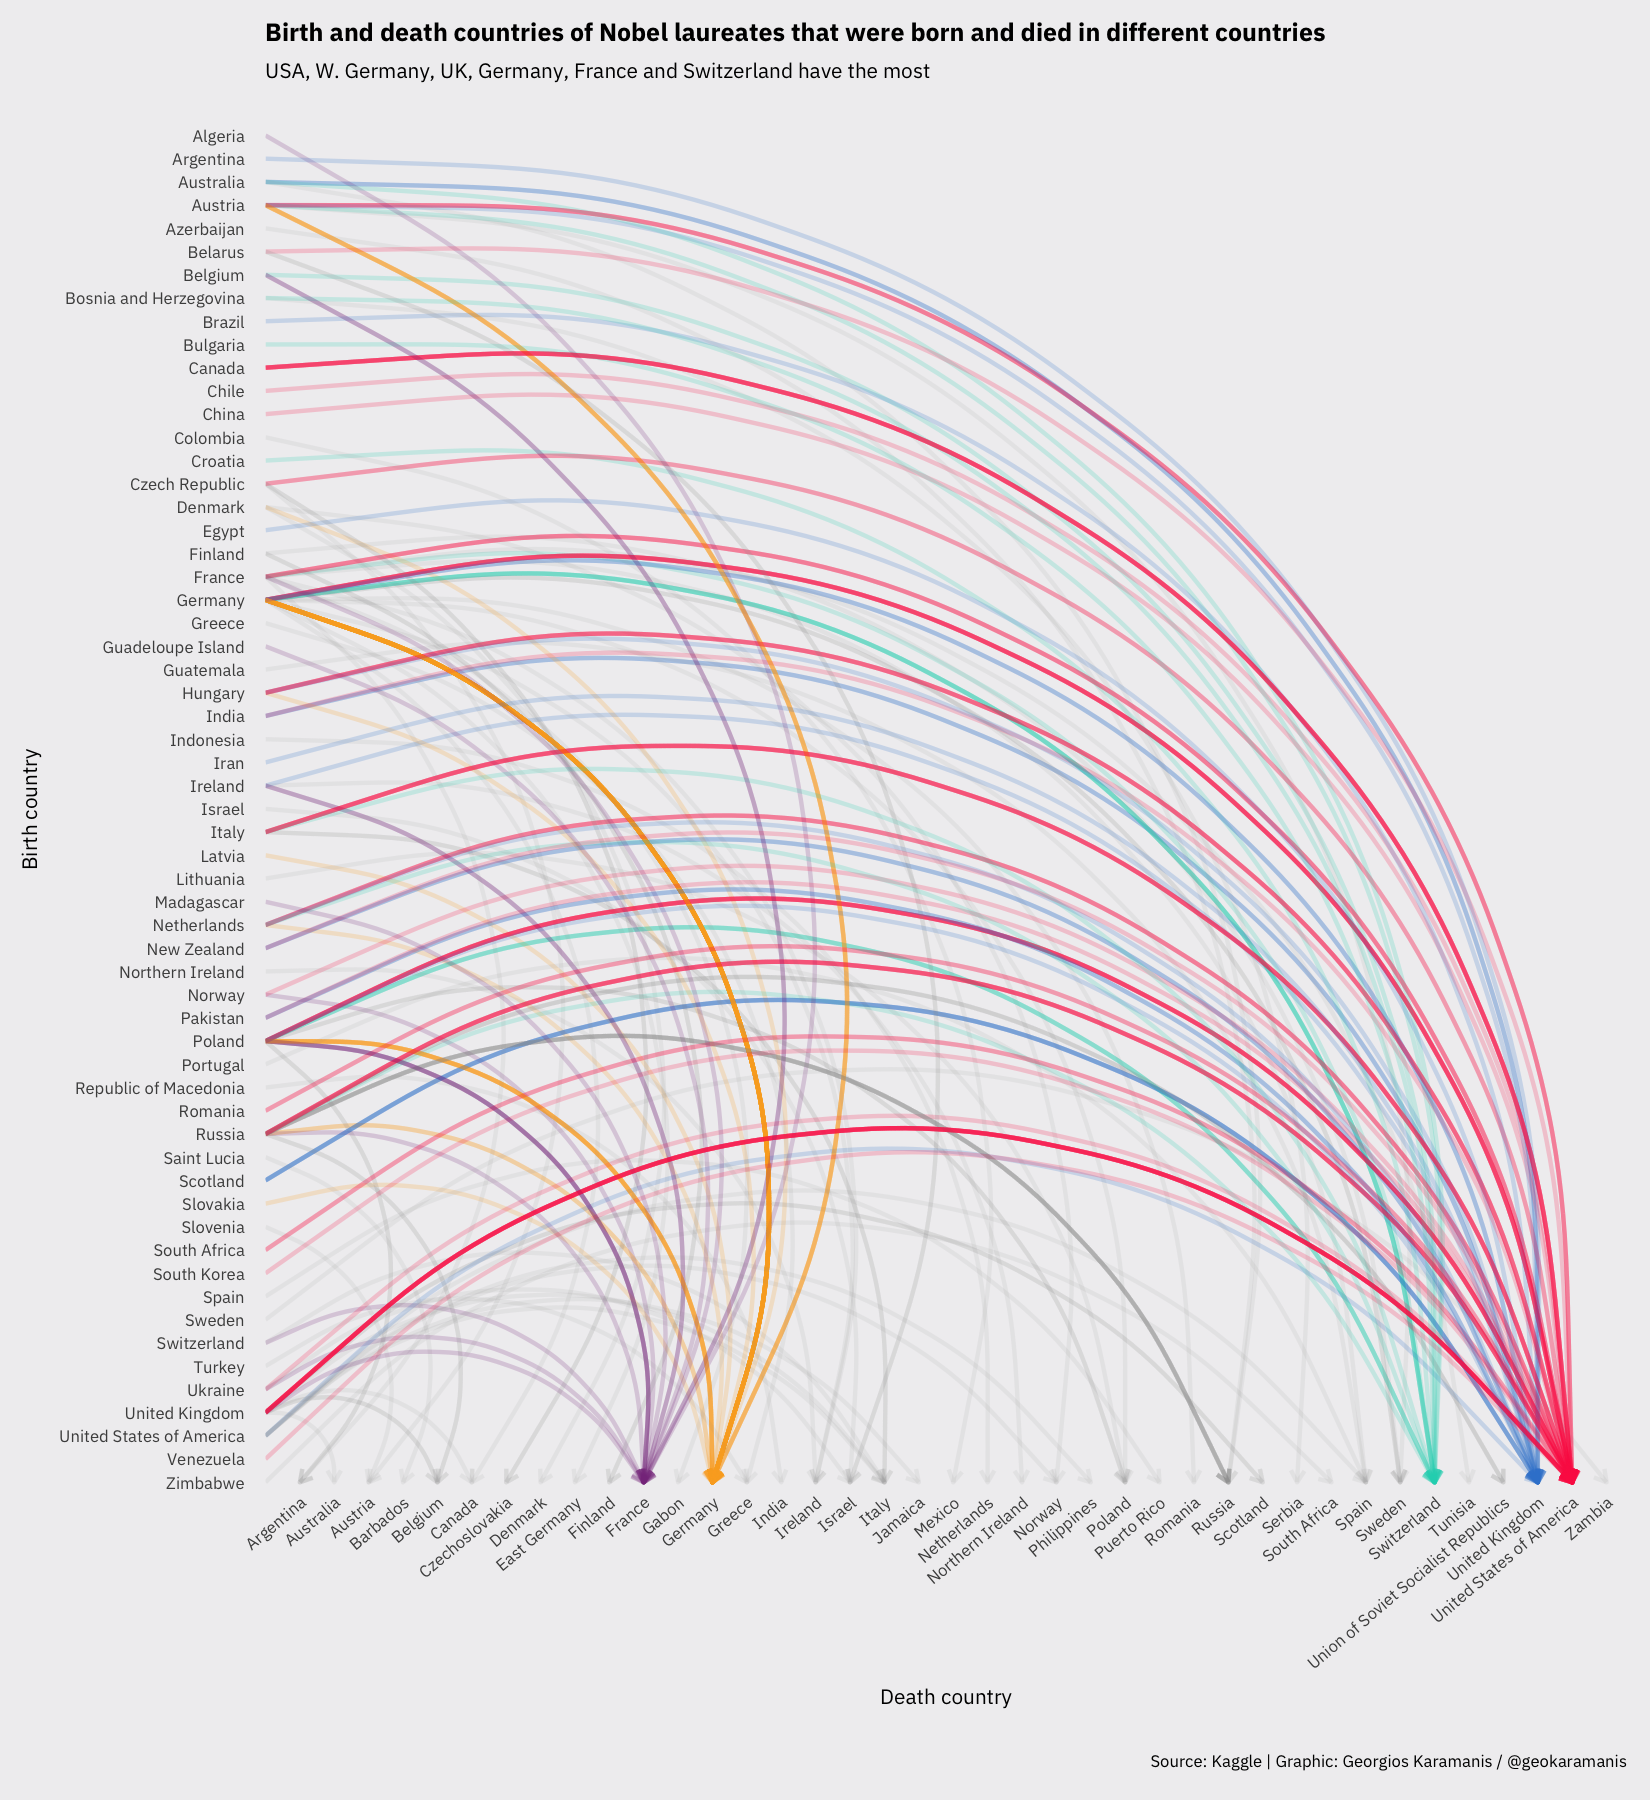 Birth and death countries of Nobel laureates that were born and died in different countries
USA, W. Germany, UK, Germany, France and Switzerland have the most
Birth country
Algeria
Argentina
Australia
Austria
Azerbaijan
Belarus
Belgium
Bosnia and Herzegovina
Brazil
Bulgaria
Canada
Chile
China
Colombia
Croatia
Czech Republic
Denmark
Egypt
Finland
France
Germany
Greece
Guadeloupe Island
Guatemala
Hungary
India
Indonesia
Iran
Ireland
Israel
Italy
Latvia
Lithuania
Madagascar
Netherlands
New Zealand
Northern Ireland
Norway
Pakistan
Poland
Portugal
Republic of Macedonia
Romania
Russia
Saint Lucia
Scotland
Slovakia
Slovenia
South Africa
South Korea
Spain
Sweden
Switzerland
Turkey
Ukraine
United Kingdom
United States of America
Venezuela
Zimbabwe
Argentina
Australia
Austria
Barbados
Belgium
Canada
Czechoslovakia
Denmark
East Germany
Finland
France
Gabon
Germany
Greece
India
Ireland
Israel
Italy
Jamaica
Mexico
Netherlands
Northern Ireland
Norway
Philippines
Poland
Puerto Rico
Romania
Russia
Scotland
Serbia
South Africa
Spain
Sweden
Switzerland
Tunisia
Union of Soviet Socialist Republics
United Kingdom
United States of America
Zambia
Death country
Source: Kaggle | Graphic: Georgios Karamanis / @geokaramanis